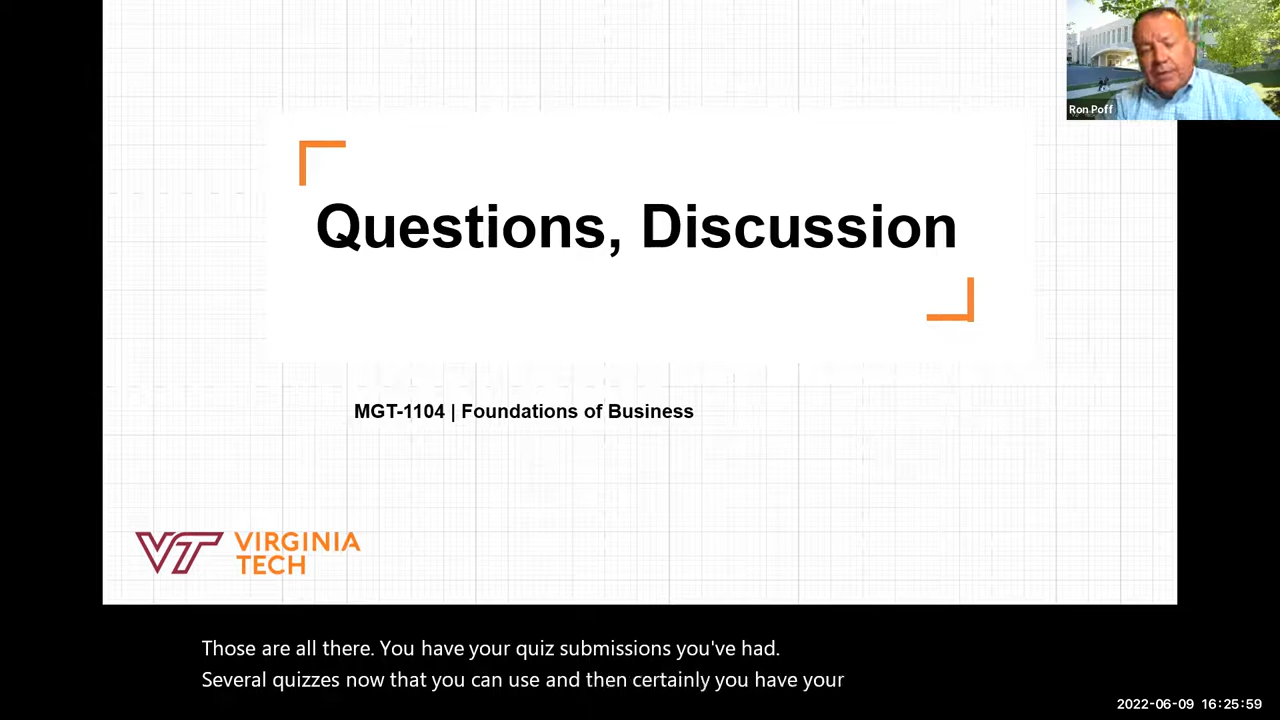 Ron Poff
Questions, Discussion
MGT-1104 | Foundations of Business
VT VIRGINIA
TECH
Those are all there. You have your quiz submissions you've had.
Several quizzes now that you can use and then certainly you have your
2022-06-09 16:25:59